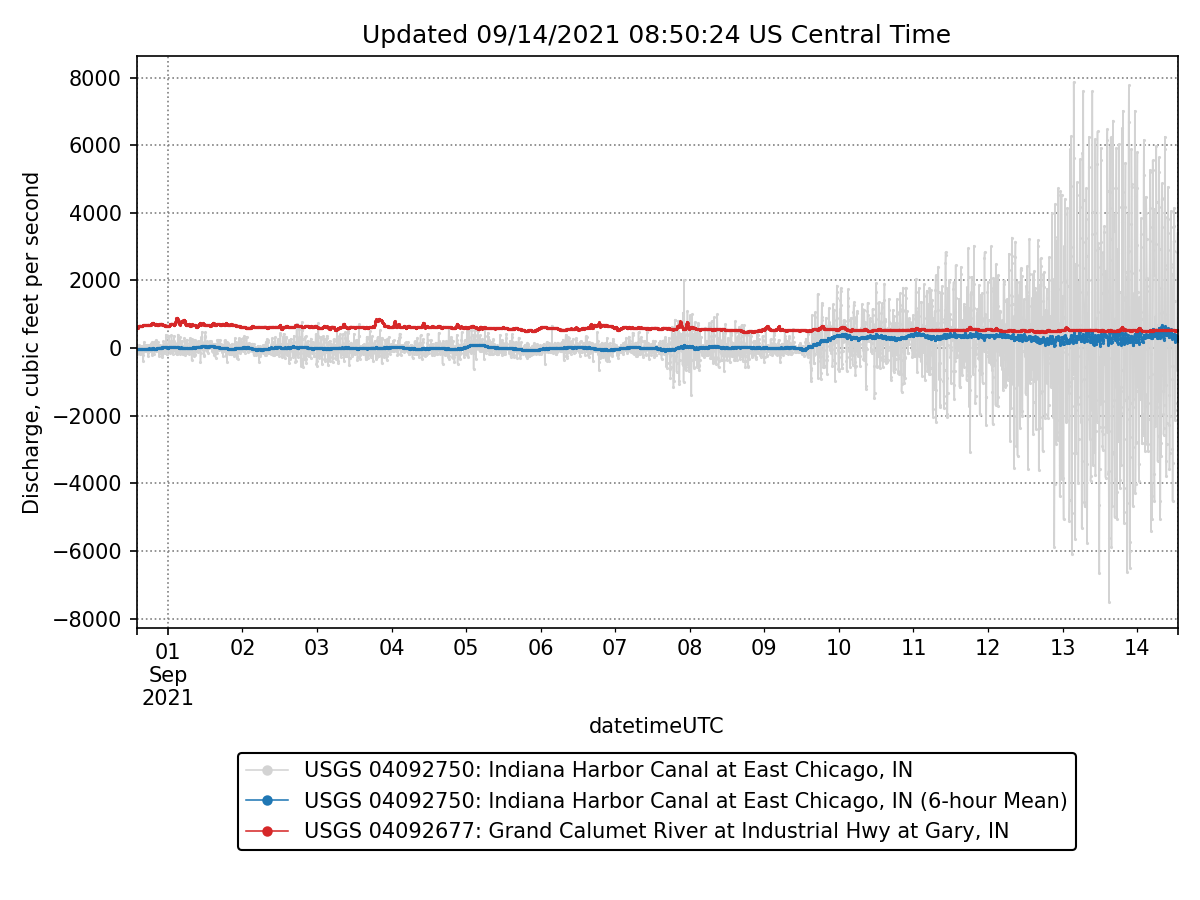 Updated 09/14/2021 08:50:24 US Central Time
Discharge, cubic feet per second
8000
6000
4000
2000
0
−2000
−4000
−6000
−8000
01 02 03 04 05 06 07 08 09 10 11 12 13 14
Sep
2021
datetimeUTC
USGS 04092750: Indiana Harbor Canal at East Chicago, IN
USGS 04092750: Indiana Harbor Canal at East Chicago, IN (6-hour Mean)
USGS 04092677: Grand Calumet River at Industrial Hwy at Gary, IN